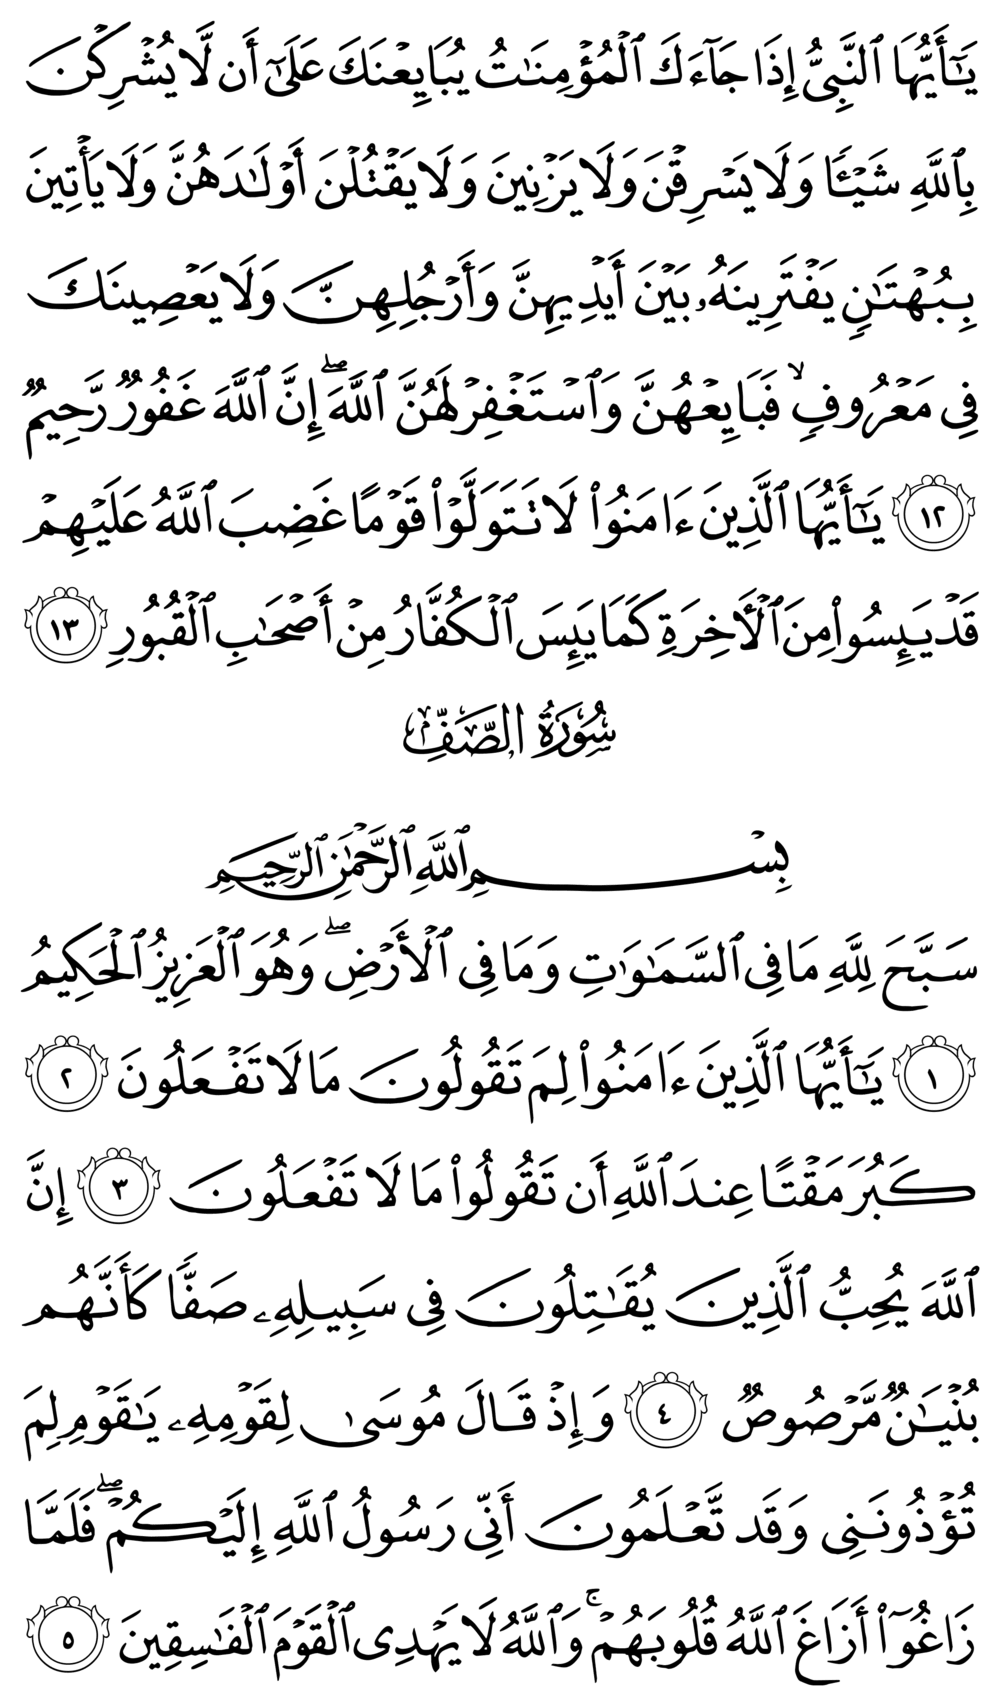 يَـٰٓأَيُّهَا ٱلنَّبِىُّ إِذَا جَآءَكَ ٱلْمُؤْمِنَـٰتُ يُبَايِعْنَكَ عَلَىٰٓ أَن لَّا يُشْرِكْنَ
بِٱللَّهِ شَيْـًٔا وَلَا يَسْرِقْنَ وَلَا يَزْنِينَ وَلَا يَقْتُلْنَ أَوْلَـٰدَهُنَّ وَلَا يَأْتِينَ
بِبُهْتَـٰنٍ يَفْتَرِينَهُۥ بَيْنَ أَيْدِيهِنَّ وَأَرْجُلِهِنَّ وَلَا يَعْصِينَكَ
فِى مَعْرُوفٍ ۙ فَبَايِعْهُنَّ وَٱسْتَغْفِرْ لَهُنَّ ٱللَّهَ ۖ إِنَّ ٱللَّهَ غَفُورٌ رَّحِيمٌ
١٢ يَـٰٓأَيُّهَا ٱلَّذِينَ ءَامَنُوا۟ لَا تَتَوَلَّوْا۟ قَوْمًا غَضِبَ ٱللَّهُ عَلَيْهِمْ
قَدْ يَئِسُوا۟ مِنَ ٱلْـَٔاخِرَةِ كَمَا يَئِسَ ٱلْكُفَّارُ مِنْ أَصْحَـٰبِ ٱلْقُبُورِ ١٣
سُورَةُ الصَّفِّ
بِسْمِ ٱللَّهِ ٱلرَّحْمَـٰنِ ٱلرَّحِيمِ
سَبَّحَ لِلَّهِ مَا فِى ٱلسَّمَـٰوَٰتِ وَمَا فِى ٱلْأَرْضِ ۖ وَهُوَ ٱلْعَزِيزُ ٱلْحَكِيمُ
١ يَـٰٓأَيُّهَا ٱلَّذِينَ ءَامَنُوا۟ لِمَ تَقُولُونَ مَا لَا تَفْعَلُونَ ٢
كَبُرَ مَقْتًا عِندَ ٱللَّهِ أَن تَقُولُوا۟ مَا لَا تَفْعَلُونَ ٣ إِنَّ
ٱللَّهَ يُحِبُّ ٱلَّذِينَ يُقَـٰتِلُونَ فِى سَبِيلِهِۦ صَفًّا كَأَنَّهُم
بُنْيَـٰنٌ مَّرْصُوصٌ ٤ وَإِذْ قَالَ مُوسَىٰ لِقَوْمِهِۦ يَـٰقَوْمِ لِمَ
تُؤْذُونَنِى وَقَد تَّعْلَمُونَ أَنِّى رَسُولُ ٱللَّهِ إِلَيْكُمْ ۖ فَلَمَّا
زَاغُوٓا۟ أَزَاغَ ٱللَّهُ قُلُوبَهُمْ ۚ وَٱللَّهُ لَا يَهْدِى ٱلْقَوْمَ ٱلْفَـٰسِقِينَ ٥